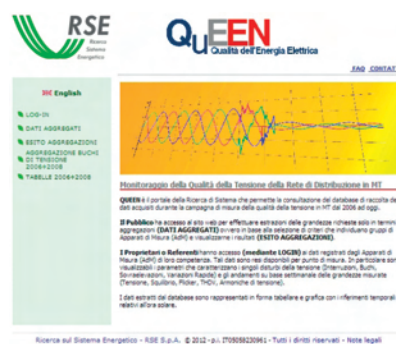 RSE
Ricerca
Sistema
Energetico
QuEEN
Qualità dell'Energia Elettrica
FAQ CONTAT
English
LOG-IN
DATI AGGREGATI
ESITO AGGREGAZIONI
AGGREGAZIONE BUCHI
DI TENSIONE
2006÷2008
TABELLE 2006÷2008
Monitoraggio della Qualità della Tensione della Rete di Distribuzione in MT
QUEEN è il portale della Ricerca di Sistema che permette la consultazione del database di raccolta de
dati acquisiti durante la campagna di misura della qualità della tensione in MT dal 2006 ad oggi.
Il Pubblico ha accesso al sito web per effettuare estrazioni delle grandezze richieste solo in termini
aggregazioni (DATI AGGREGATI) ovvero in base alla selezione di criteri che individuano gruppi di
Apparati di Misura (AdM) e visualizzarne i risultati (ESITO AGGREGAZIONI).
I Proprietari o Referenti hanno accesso (mediante LOGIN) ai dati registrati dagli Apparati di
Misura (AdM) di loro competenza. Tali dati sono resi disponibili per punto di misura. In particolare son
visualizzabili i parametri che caratterizzano i singoli disturbi della tensione (Interruzioni, Buchi,
Sovraelevazioni, Variazioni Rapide) e gli andamenti su base settimanale delle grandezze misurate
(Tensione, Squilibrio, Flicker, THDV, Armoniche di tensione).
I dati estratti dal database sono rappresentati in forma tabellare e grafica con riferimenti temporali
relativi all'ora solare.
Ricerca sul Sistema Energetico - RSE S.p.A. © 2012 - p.i. IT05058230961 - Tutti i diritti riservati - Note legali